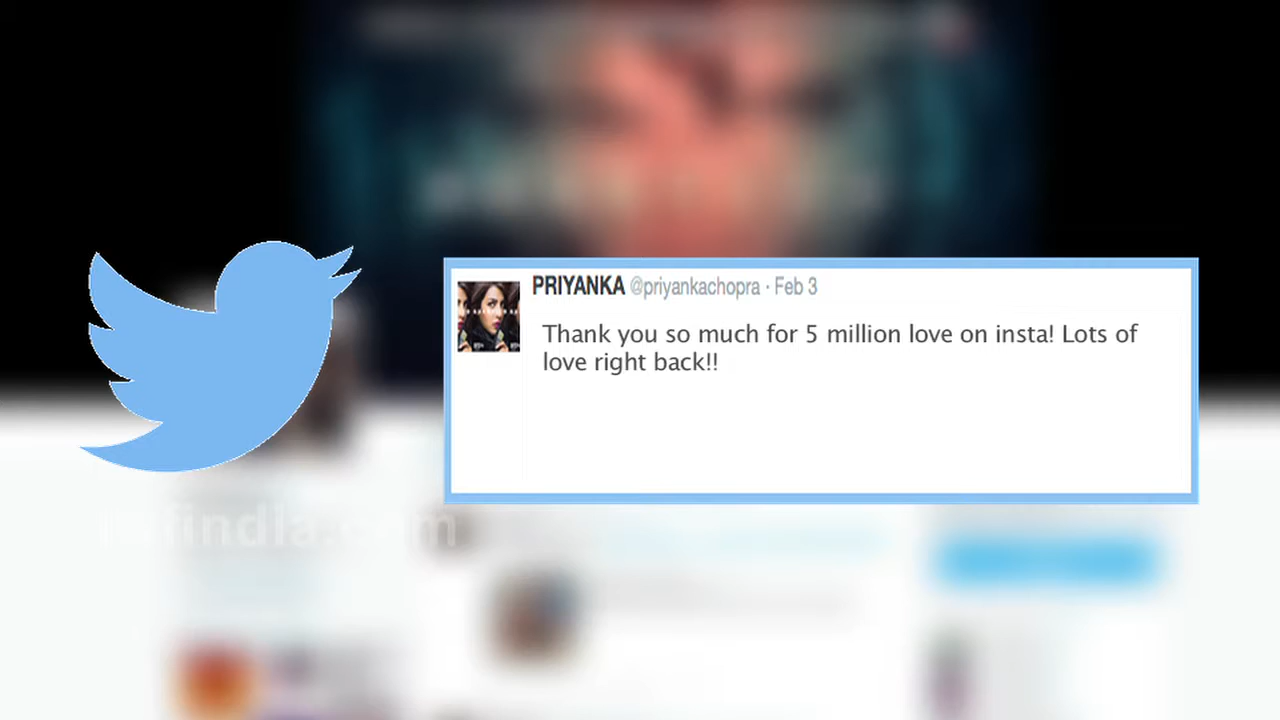 PRIYANKA @priyankachopra · Feb 3
Thank you so much for 5 million love on insta! Lots of
love right back!!